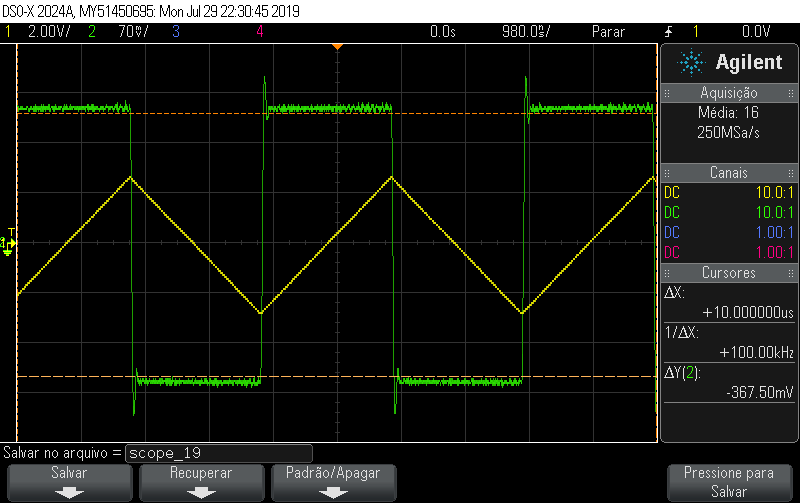 DSO-X 2024A, MY51450695: Mon Jul 29 22:30:45 2019
1 2.00V/ 2 70mV/ 3 4 0.0s 980.0ns/ Parar 1 0.0V
Agilent
Aquisição
Média: 16
250MSa/s
Canais
DC 10.0:1
DC 10.0:1
DC 1.00:1
DC 1.00:1
Cursores
ΔX:
+10.000000us
1/ΔX:
+100.00kHz
ΔY(2):
-367.50mV
Salvar no arquivo = scope_19
Salvar Recuperar Padrão/Apagar Pressione para
Salvar